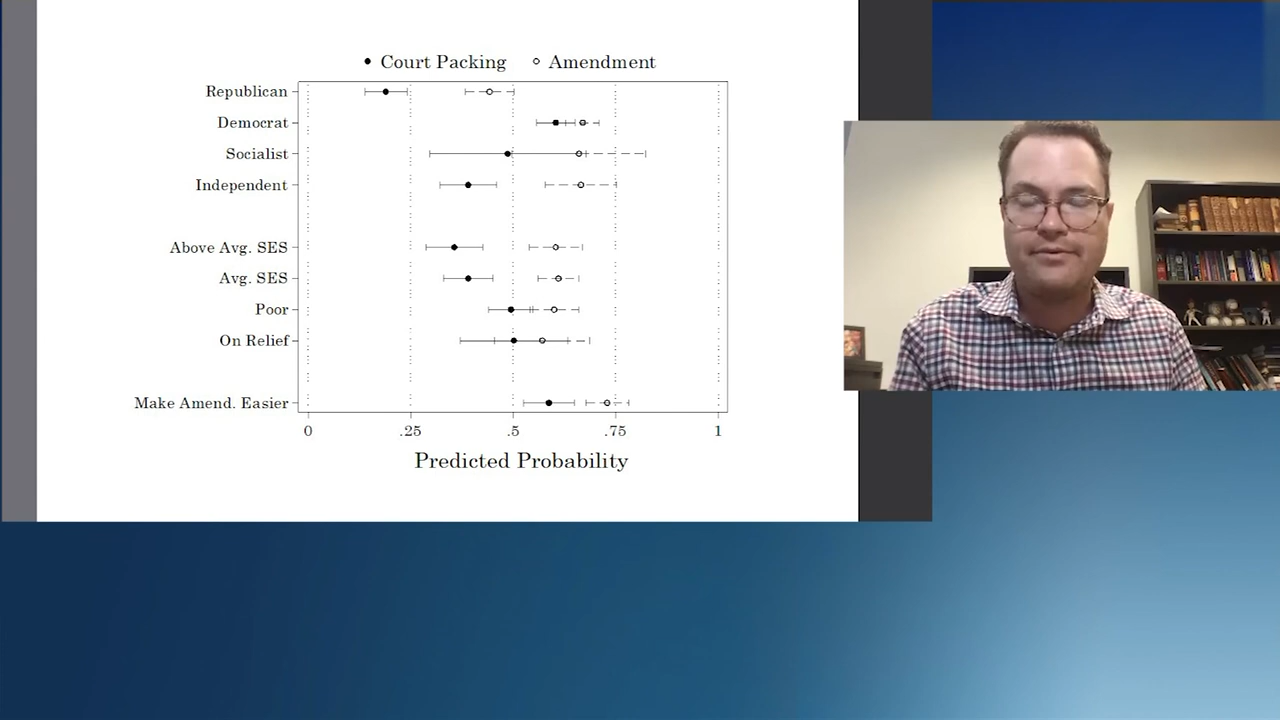 Court Packing Amendment
Republican
Democrat
Socialist
Independent
Above Avg. SES
Avg. SES
Poor
On Relief
Make Amend. Easier
0 .25 .5 .75 1
Predicted Probability